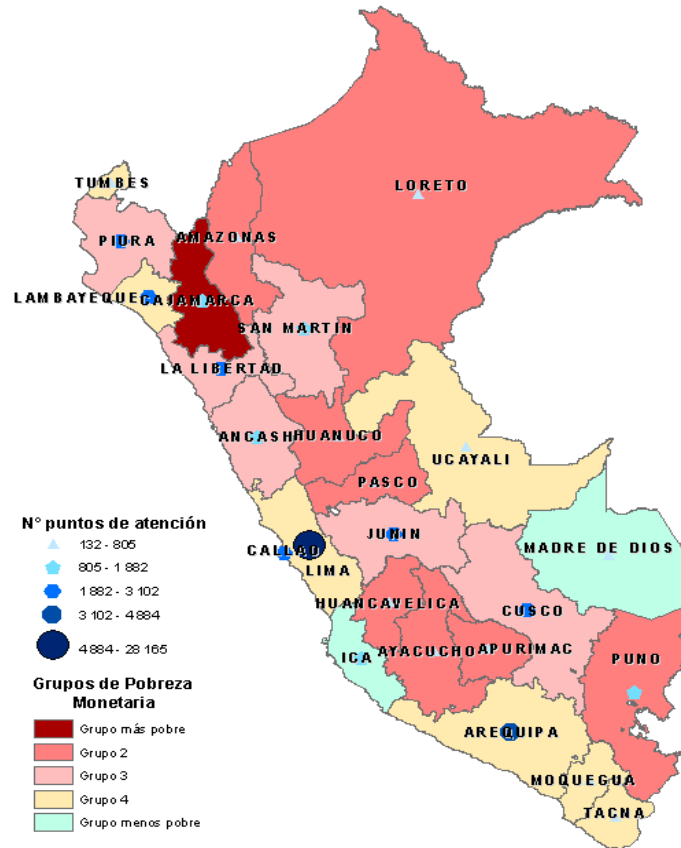 LORETO
TUMBES
PIURA
AMAZONAS
LAMBAYEQUE
CAJAMARCA
SAN MARTIN
LA LIBERTAD
ANCASH
HUANUCO
UCAYALI
PASCO
JUNIN
MADRE DE DIOS
CALLAO
LIMA
HUANCAVELICA
CUSCO
ICA
AYACUCHO
APURIMAC
PUNO
AREQUIPA
MOQUEGUA
TACNA
N° puntos de atención
132 - 805
805 - 1 882
1 882 - 3 102
3 102 - 4 884
4 884 - 28 165
Grupos de Pobreza
Monetaria
Grupo más pobre
Grupo 2
Grupo 3
Grupo 4
Grupo menos pobre